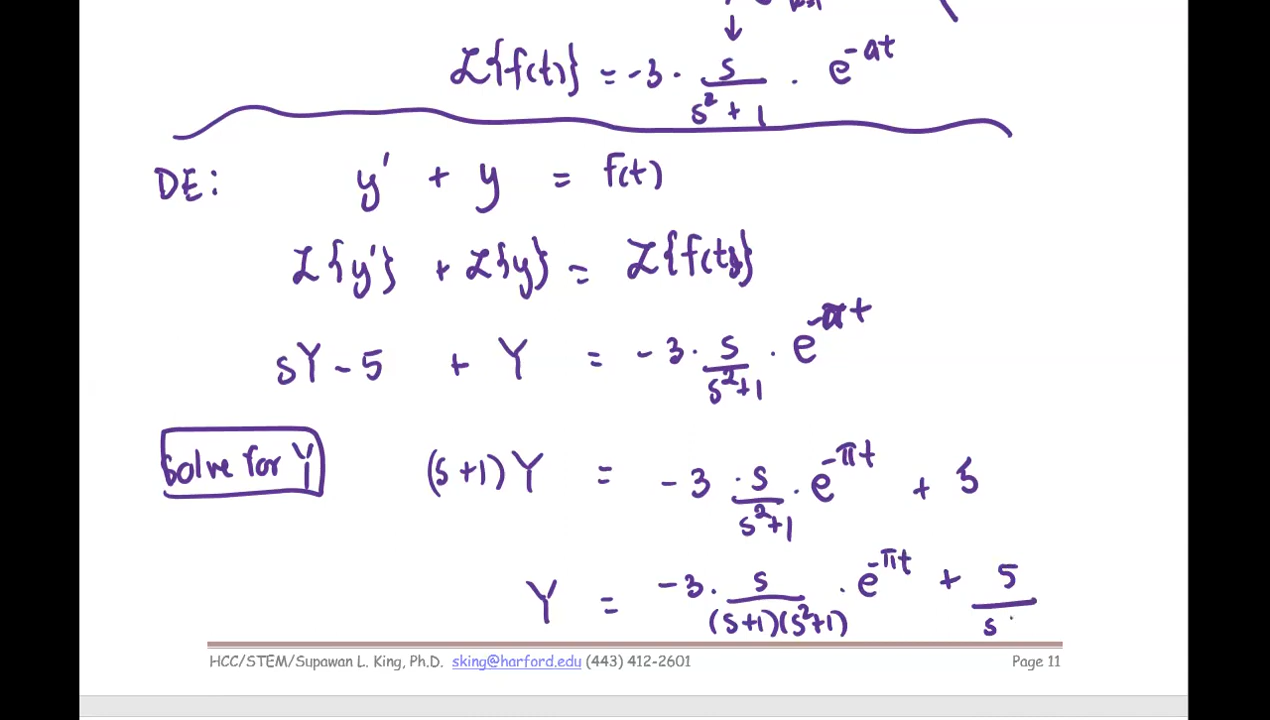 ↓
ℒ{f(t)} = -3 · s/(s² + 1) · e^(-at)
DE: y' + y = f(t)
ℒ{y'} + ℒ{y} = ℒ{f(t)}
sY - 5 + Y = -3 · s/(s²+1) · e^(-πt)
Solve for Y (s+1)Y = -3 · s/(s²+1) · e^(-πt) + 5
Y = -3 · s/((s+1)(s²+1)) · e^(-πt) + 5/s
HCC/STEM/Supawan L. King, Ph.D. sking@harford.edu (443) 412-2601 Page 11